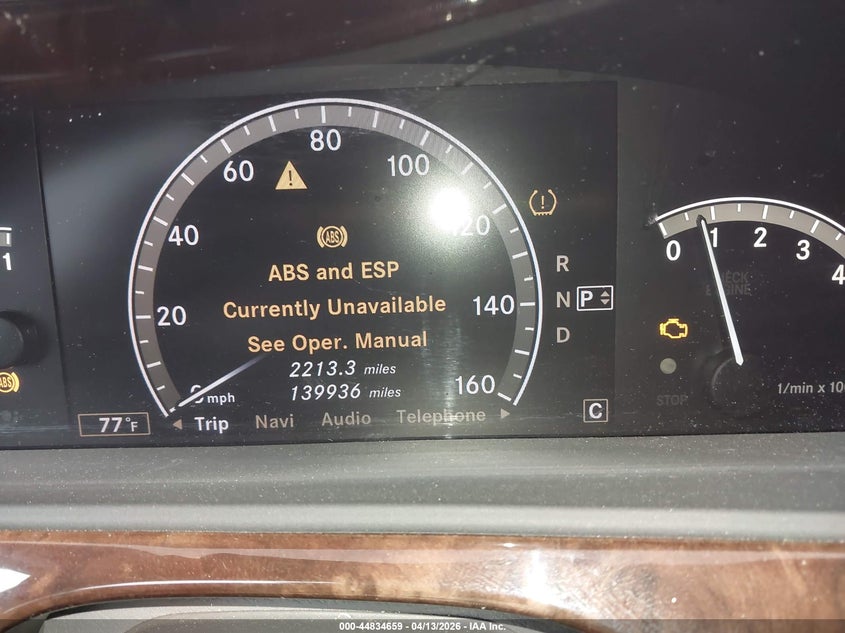 80
60
100
40
120
ABS
ABS and ESP
Currently Unavailable
20
140
See Oper. Manual
2213.3 miles
139936 miles
160
mph
77°F
Trip Navi Audio Telephone
R
N P
D
C
0 1 2 3 4
CHECK
ENGINE
STOP
1/min x 10
1
ABS
000-44834659 - 04/13/2026 - IAA Inc.